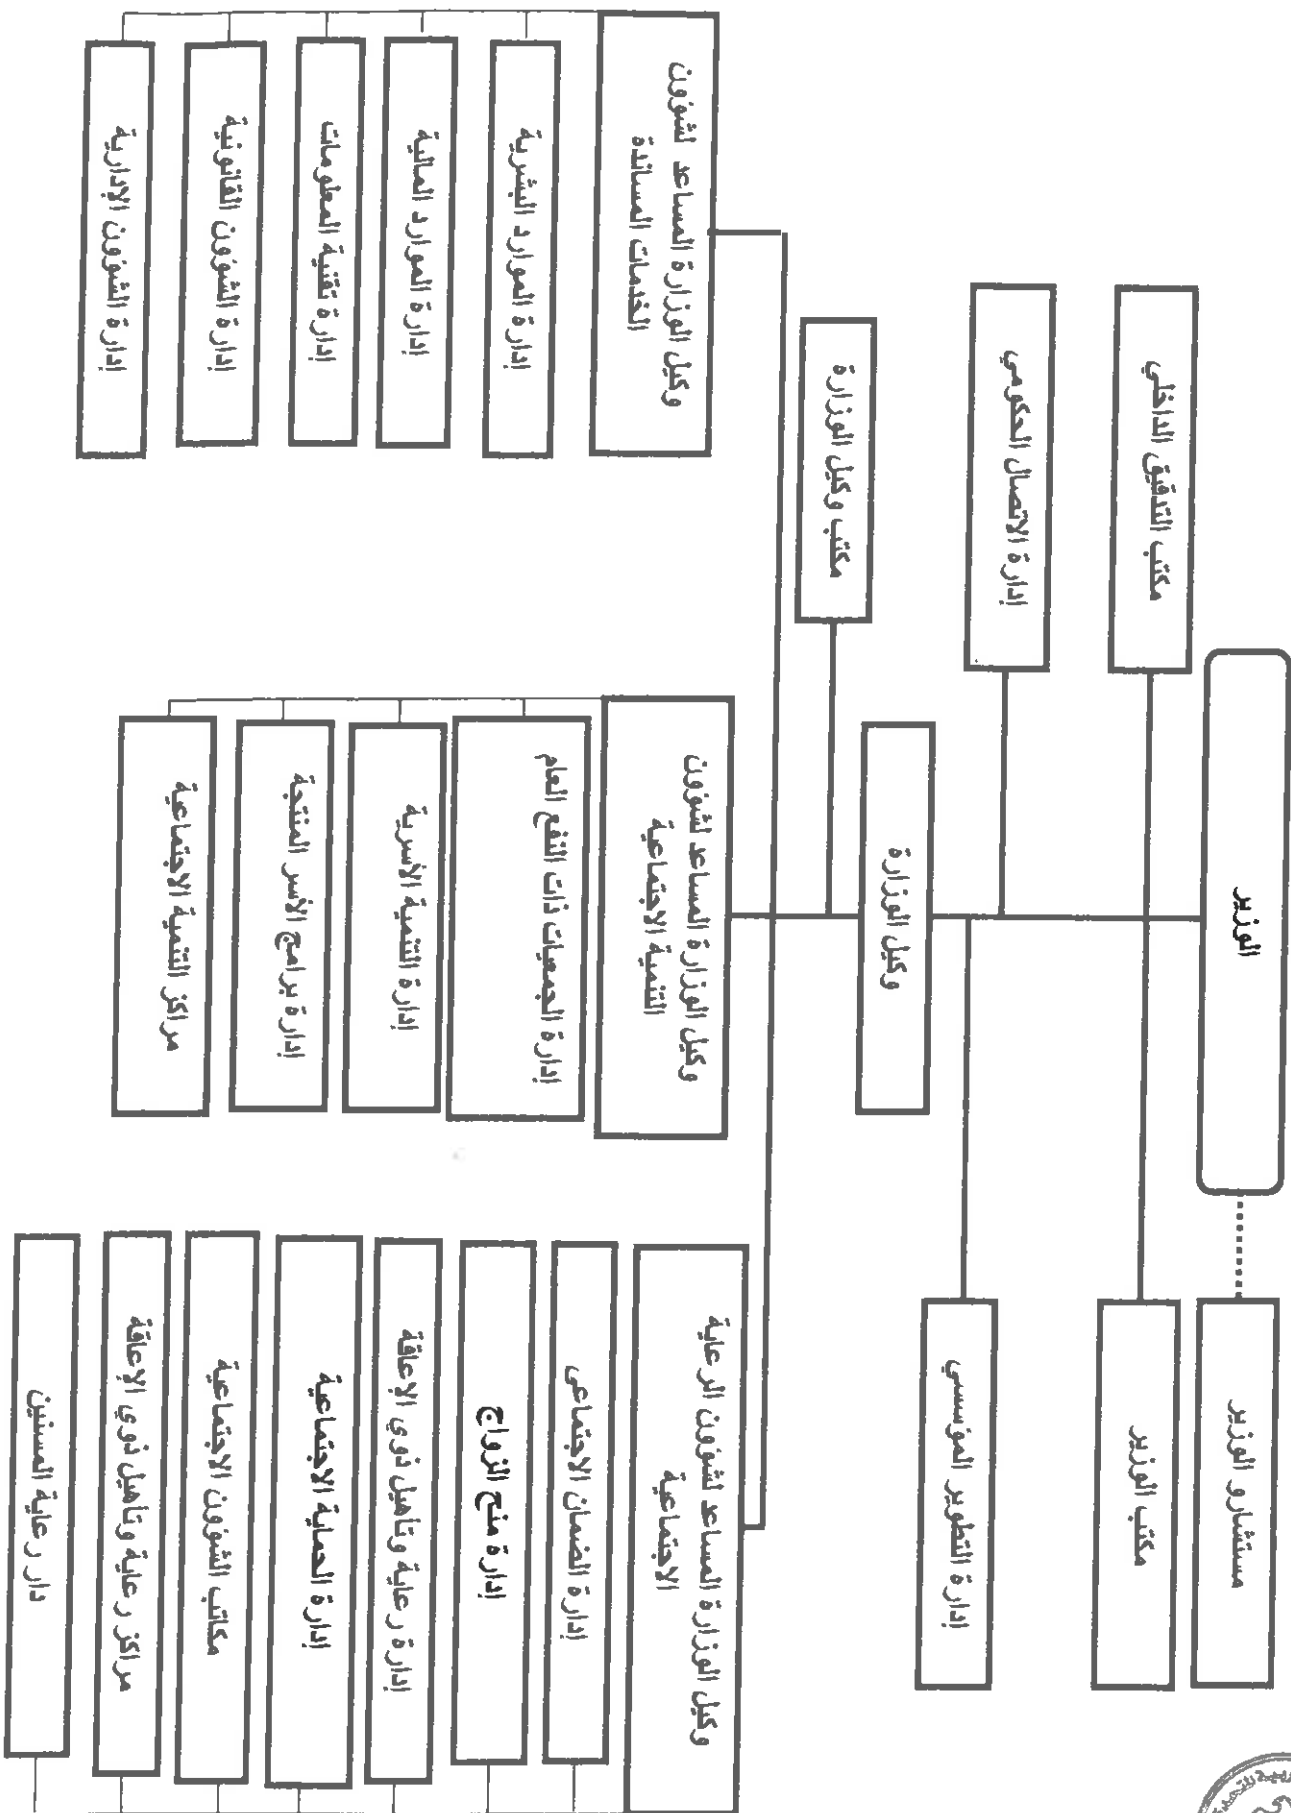 الوزير
مستشارو الوزير
مكتب التدقيق الداخلي
مكتب الوزير
إدارة الاتصال الحكومي
إدارة التطوير المؤسسي
وكيل الوزارة
مكتب وكيل الوزارة
وكيل الوزارة المساعد لشؤون الرعاية
الاجتماعية
إدارة الضمان الاجتماعي
إدارة منح الزواج
إدارة رعاية وتاهيل ذوي الإعاقة
إدارة الحماية الاجتماعية
مكاتب الشؤون الاجتماعية
مراكز رعاية وتاهيل ذوي الإعاقة
دار رعاية المسنين
وكيل الوزارة المساعد لشؤون
التنمية الاجتماعية
إدارة الجمعيات ذات النفع العام
إدارة التنمية الأسرية
إدارة برامج الأسر المنتجة
مراكز التنمية الاجتماعية
وكيل الوزارة المساعد لشؤون
الخدمات المساندة
إدارة الموارد البشرية
إدارة الموارد المالية
إدارة تقنية المعلومات
إدارة الشؤون القانونية
إدارة الشؤون الإدارية